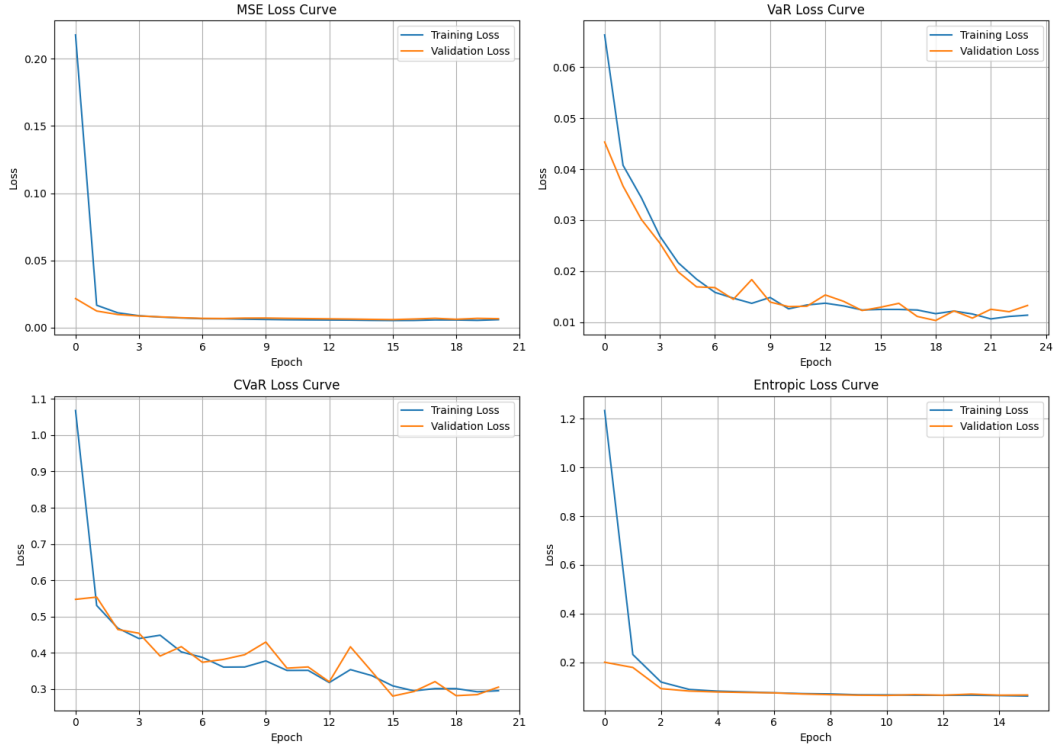 MSE Loss Curve
Training Loss
Validation Loss
0.20
0.15
0.10
0.05
0.00
Loss
0 3 6 9 12 15 18 21
Epoch
VaR Loss Curve
Training Loss
Validation Loss
0.06
0.05
0.04
0.03
0.02
0.01
Loss
0 3 6 9 12 15 18 21 24
Epoch
CVaR Loss Curve
Training Loss
Validation Loss
1.1
1.0
0.9
0.8
0.7
0.6
0.5
0.4
0.3
Loss
0 3 6 9 12 15 18 21
Epoch
Entropic Loss Curve
Training Loss
Validation Loss
1.2
1.0
0.8
0.6
0.4
0.2
Loss
0 2 4 6 8 10 12 14
Epoch